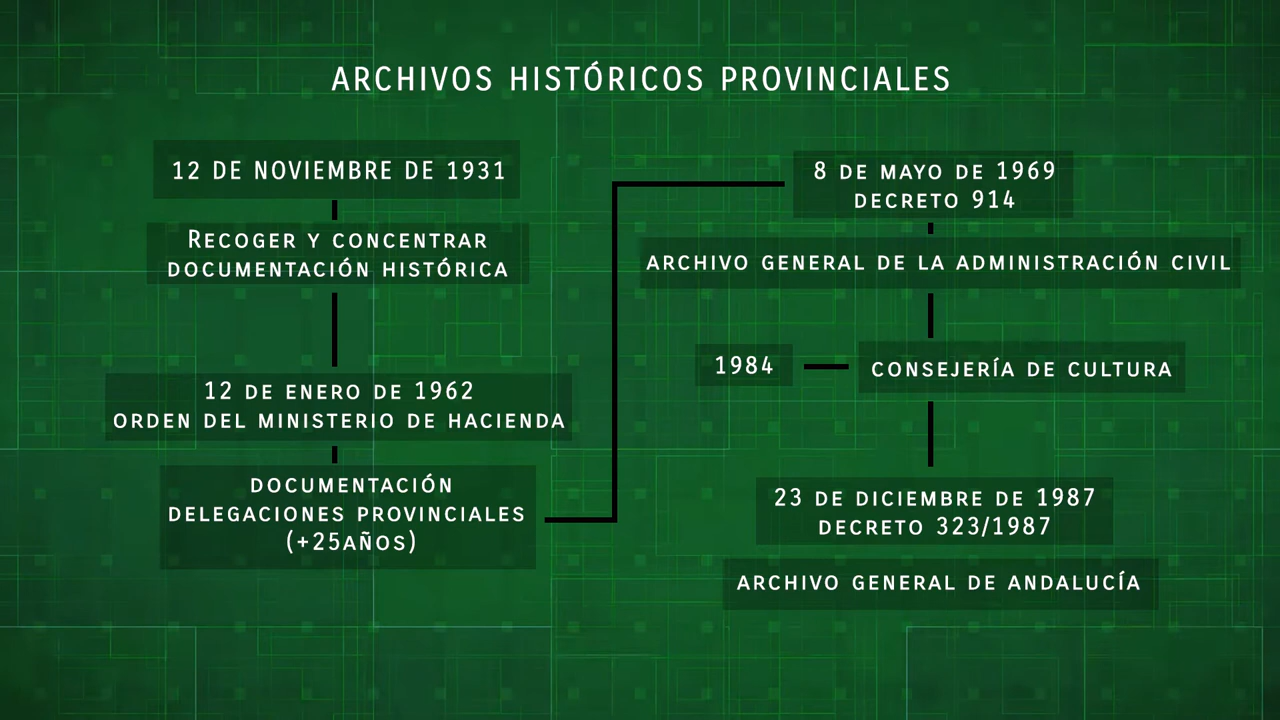 ARCHIVOS HISTÓRICOS PROVINCIALES
12 DE NOVIEMBRE DE 1931
RECOGER Y CONCENTRAR
DOCUMENTACIÓN HISTÓRICA
12 DE ENERO DE 1962
ORDEN DEL MINISTERIO DE HACIENDA
DOCUMENTACIÓN
DELEGACIONES PROVINCIALES
(+25AÑOS)
8 DE MAYO DE 1969
DECRETO 914
ARCHIVO GENERAL DE LA ADMINISTRACIÓN CIVIL
1984
CONSEJERÍA DE CULTURA
23 DE DICIEMBRE DE 1987
DECRETO 323/1987
ARCHIVO GENERAL DE ANDALUCÍA